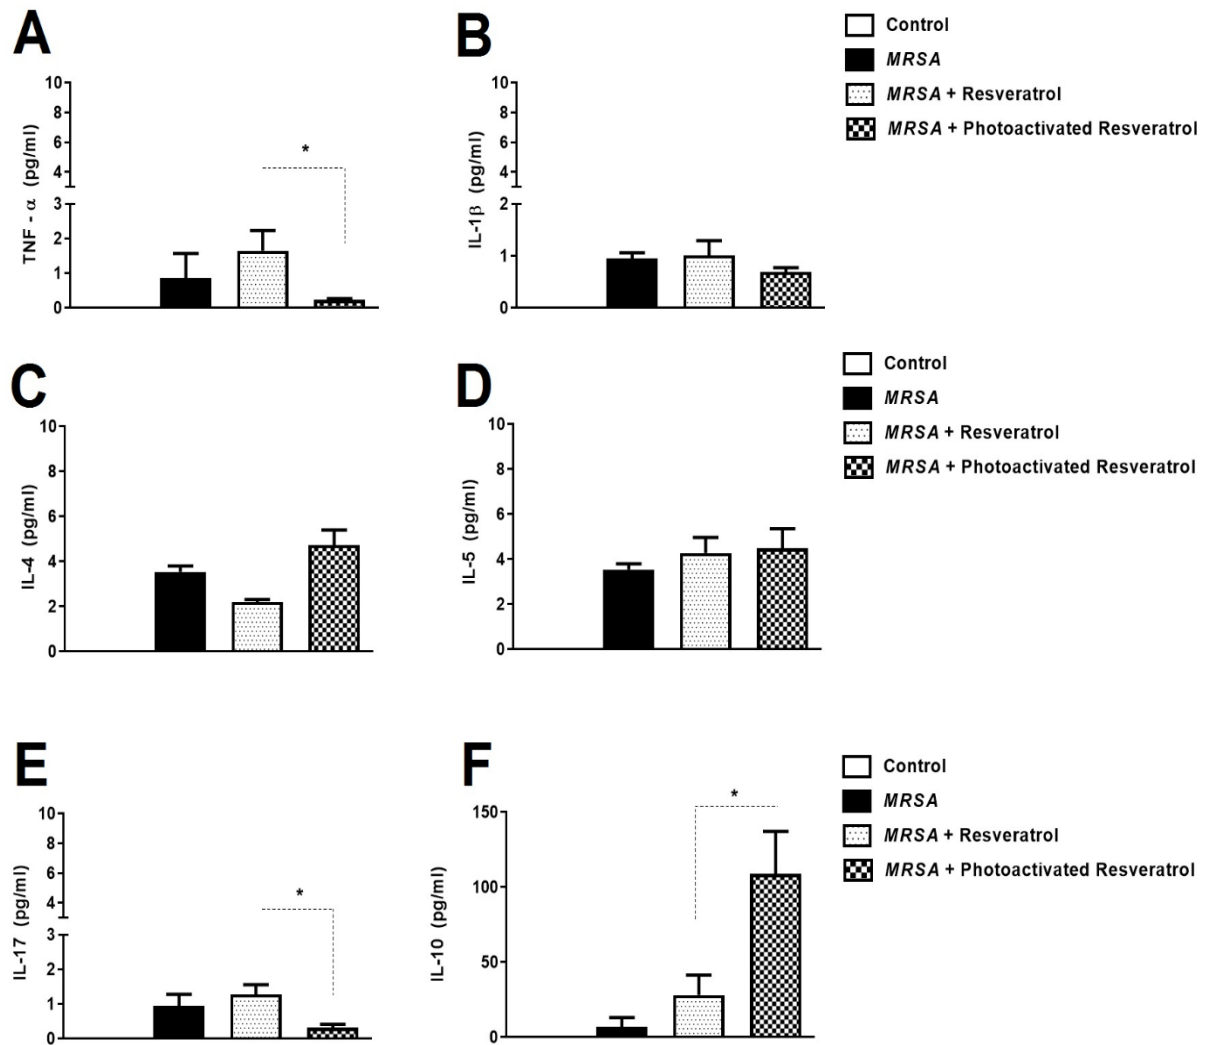 A
TNF - α (pg/ml)
10
8
6
4
3
2
1
0
*
B
IL-1β (pg/ml)
10
8
6
4
2
1
0
Control
MRSA
MRSA + Resveratrol
MRSA + Photoactivated Resveratrol
C
IL-4 (pg/ml)
10
8
6
4
2
0
D
IL-5 (pg/ml)
10
8
6
4
2
0
Control
MRSA
MRSA + Resveratrol
MRSA + Photoactivated Resveratrol
E
IL-17 (pg/ml)
10
8
6
4
3
2
1
0
*
F
IL-10 (pg/ml)
150
100
50
0
*
Control
MRSA
MRSA + Resveratrol
MRSA + Photoactivated Resveratrol